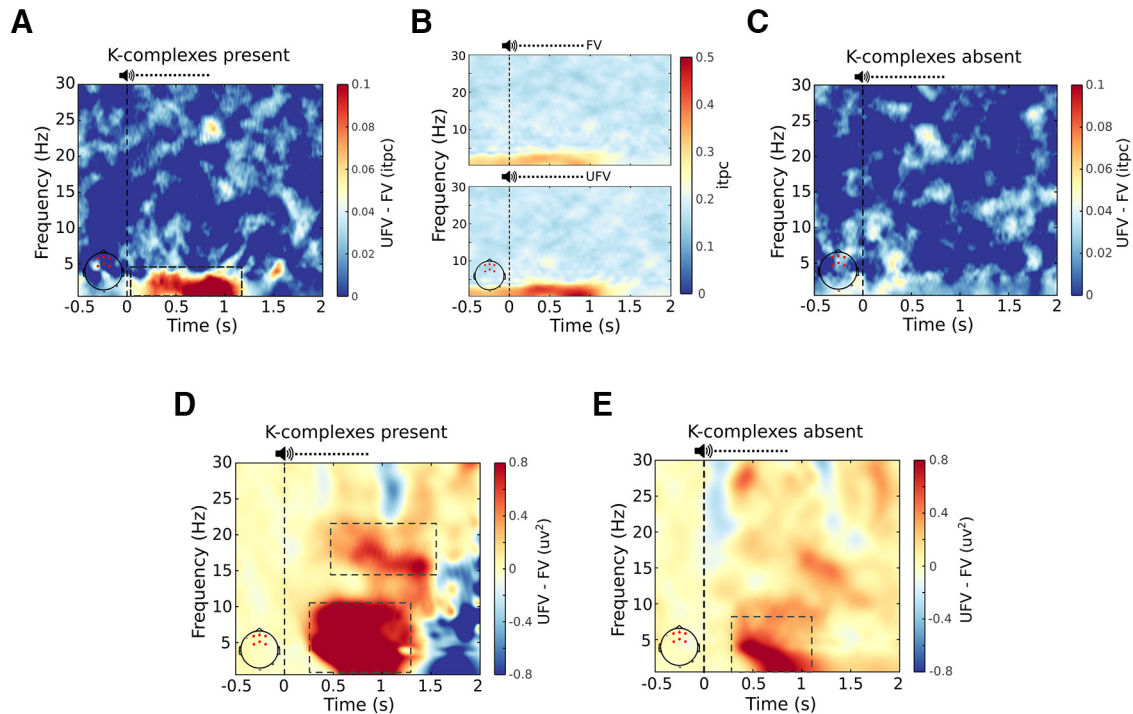 A
K-complexes present
30
25
20
15
10
5
Frequency (Hz)
-0.5 0 0.5 1 1.5 2
Time (s)
0.1
0.08
0.06
0.04
0.02
0
UFV - FV (itpc)
B
FV
30
20
10
UFV
30
20
10
Frequency (Hz)
-0.5 0 0.5 1 1.5 2
Time (s)
0.5
0.4
0.3
0.2
0.1
0
itpc
C
K-complexes absent
30
25
20
15
10
5
Frequency (Hz)
-0.5 0 0.5 1 1.5 2
Time (s)
0.1
0.08
0.06
0.04
0.02
0
UFV - FV (itpc)
D
K-complexes present
30
25
20
15
10
5
Frequency (Hz)
-0.5 0 0.5 1 1.5 2
Time (s)
0.8
0.4
0
-0.4
-0.8
UFV - FV (uv²)
E
K-complexes absent
30
25
20
15
10
5
Frequency (Hz)
-0.5 0 0.5 1 1.5 2
Time (s)
0.8
0.4
0
-0.4
-0.8
UFV - FV (uv²)